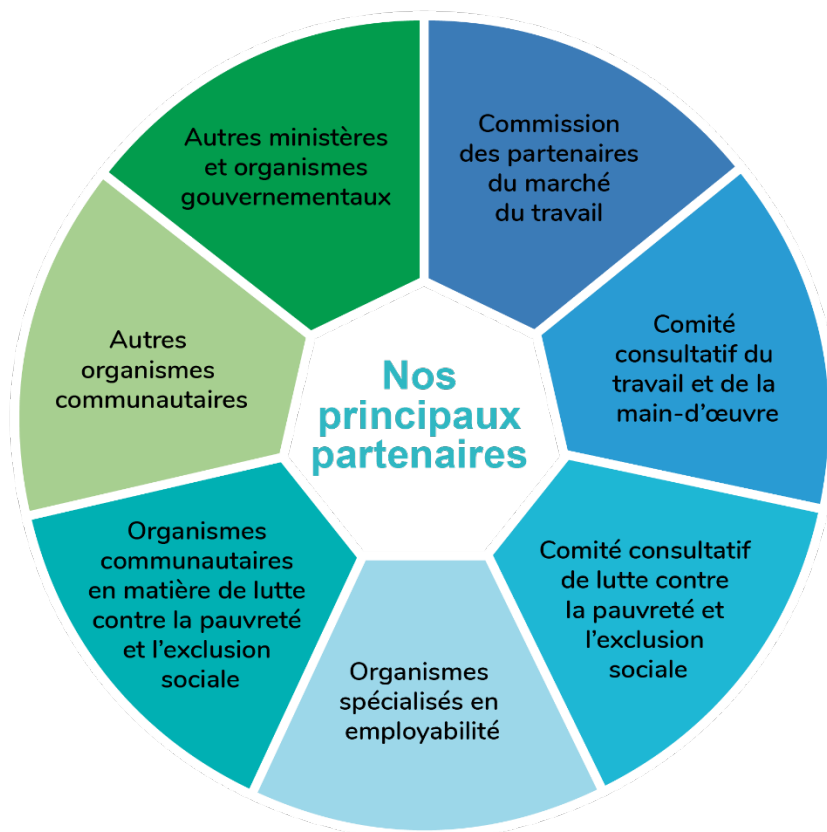 Nos
principaux
partenaires
Commission
des partenaires
du marché
du travail
Comité
consultatif du
travail et de la
main-d’œuvre
Comité consultatif
de lutte contre
la pauvreté et
l’exclusion
sociale
Organismes
spécialisés en
employabilité
Organismes
communautaires
en matière de lutte
contre la pauvreté
et l’exclusion
sociale
Autres
organismes
communautaires
Autres ministères
et organismes
gouvernementaux